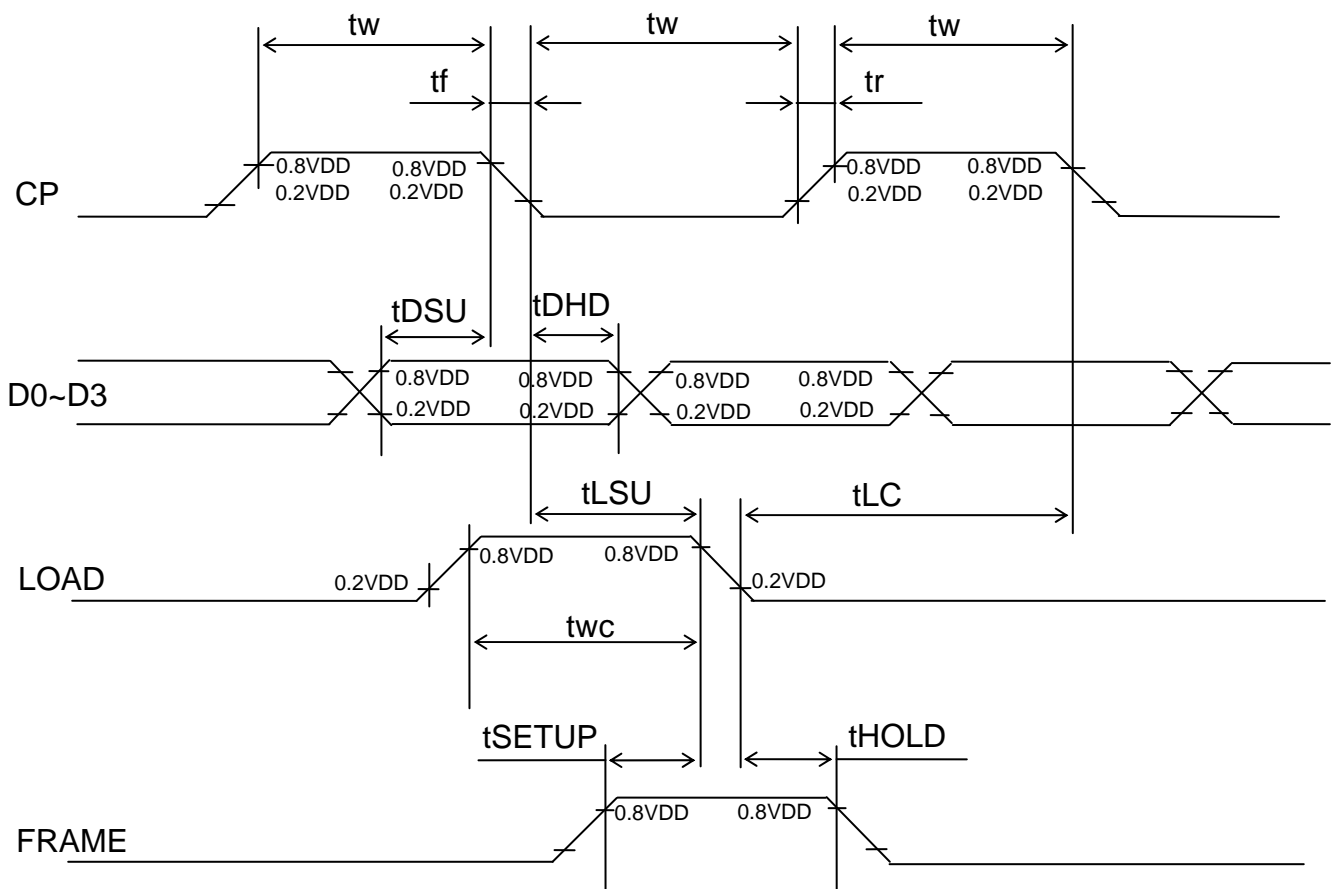 tw tw tw
tf tr
0.8VDD 0.8VDD 0.8VDD 0.8VDD
CP 0.2VDD 0.2VDD 0.2VDD 0.2VDD
tDSU tDHD
0.8VDD 0.8VDD 0.8VDD 0.8VDD
D0~D3
0.2VDD 0.2VDD 0.2VDD 0.2VDD
tLSU tLC
0.8VDD 0.8VDD
LOAD 0.2VDD 0.2VDD
twc
tSETUP tHOLD
0.8VDD 0.8VDD
FRAME